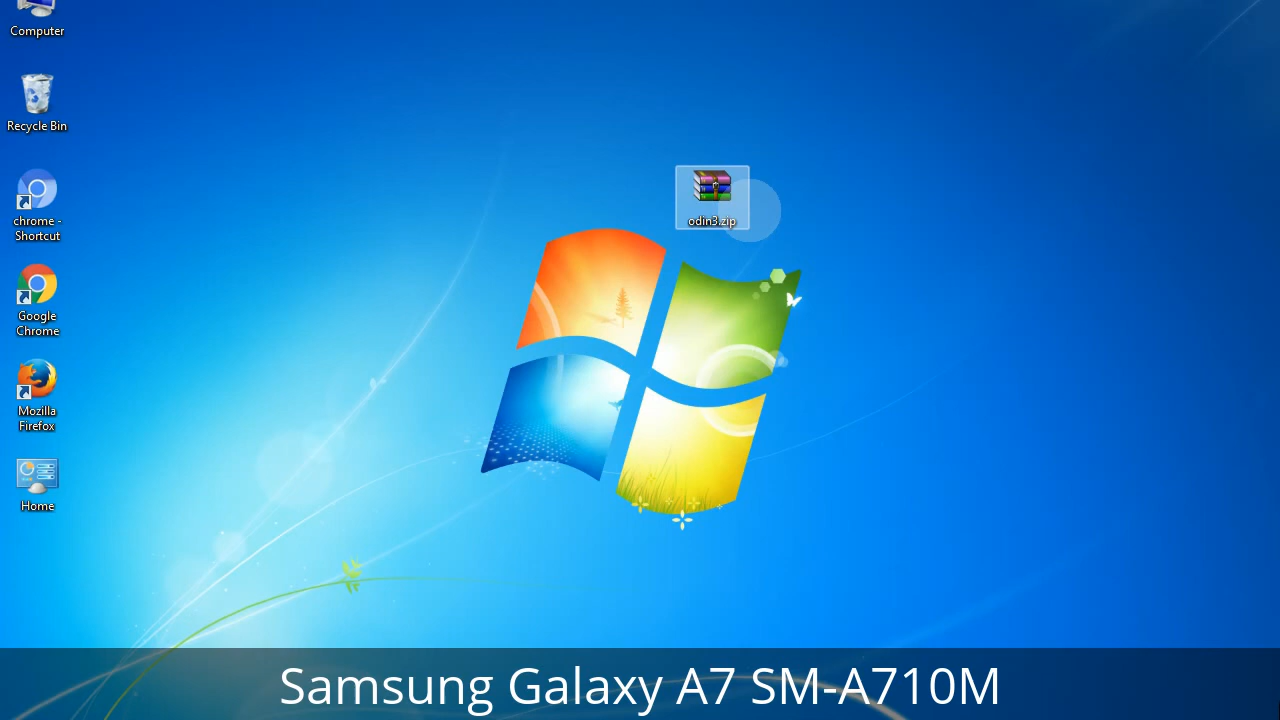 Computer
Recycle Bin
chrome -
Shortcut
Google
Chrome
Mozilla
Firefox
Home
odin3.zip
Samsung Galaxy A7 SM-A710M